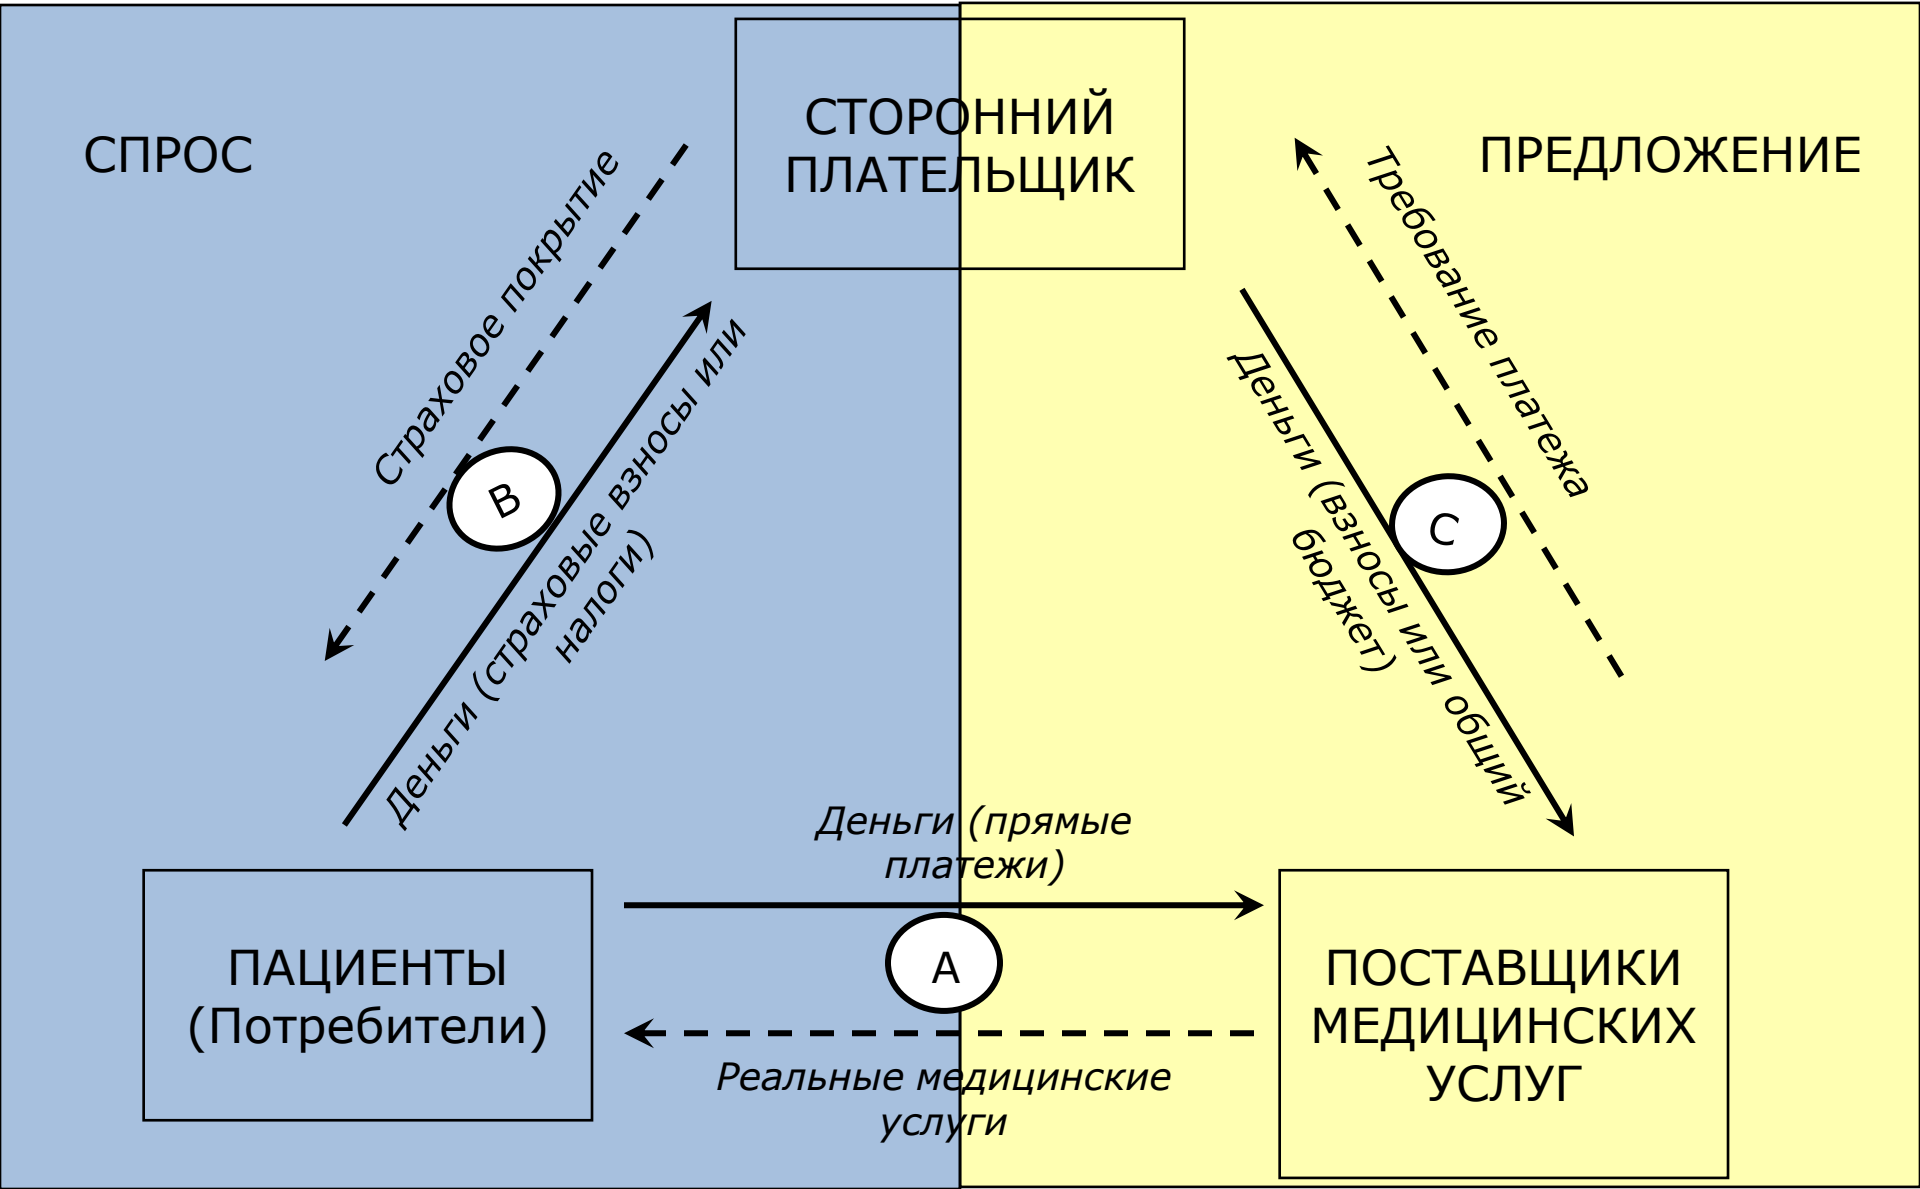 СПРОС
СТОРОННИЙ
ПЛАТЕЛЬЩИК
ПРЕДЛОЖЕНИЕ
Страховое покрытие
B
Деньги (страховые взносы или
налоги)
Требование платежа
C
Деньги (взносы или общий
бюджет)
Деньги (прямые
платежи)
A
Реальные медицинские
услуги
ПАЦИЕНТЫ
(Потребители)
ПОСТАВЩИКИ
МЕДИЦИНСКИХ
УСЛУГ